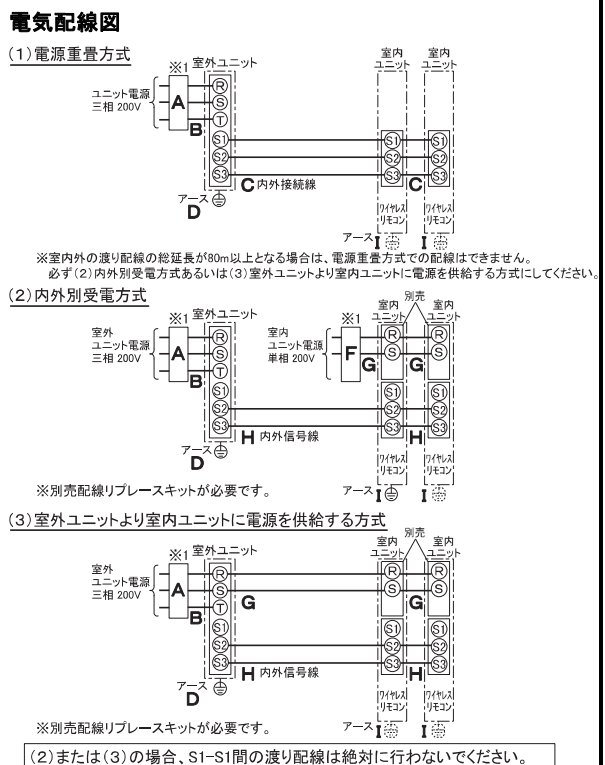 電気配線図
(1)電源重畳方式
※1 室外ユニット
室内
ユニット
室内
ユニット
ユニット電源
三相 200V
A
B
R
S
T
S1
S2
S3
S1
S2
S3
S1
S2
S3
C 内外接続線
C
アース
D
ワイヤレス
リモコン
ワイヤレス
リモコン
アース I
I
※室内外の渡り配線の総延長が80m以上となる場合は、電源重畳方式での配線はできません。
必ず(2)内外別受電方式あるいは(3)室外ユニットより室内ユニットに電源を供給する方式にしてください。
(2)内外別受電方式
※1 室外ユニット
※1
別売
室内
ユニット
室内
ユニット
室外
ユニット電源
三相 200V
A
B
R
S
T
S1
S2
S3
室内
ユニット電源
単相 200V
F
G
G
R
S
R
S
S1
S2
S3
S1
S2
S3
H 内外信号線
H
アース
D
ワイヤレス
リモコン
ワイヤレス
リモコン
※別売配線リプレースキットが必要です。
アース I
I
(3)室外ユニットより室内ユニットに電源を供給する方式
※1 室外ユニット
別売
室内
ユニット
室内
ユニット
室外
ユニット電源
三相 200V
A
B
R
S
T
S1
S2
S3
G
G
R
S
R
S
S1
S2
S3
S1
S2
S3
H 内外信号線
H
アース
D
ワイヤレス
リモコン
ワイヤレス
リモコン
※別売配線リプレースキットが必要です。
アース I
I
(2)または(3)の場合、S1-S1間の渡り配線は絶対に行わないでください。